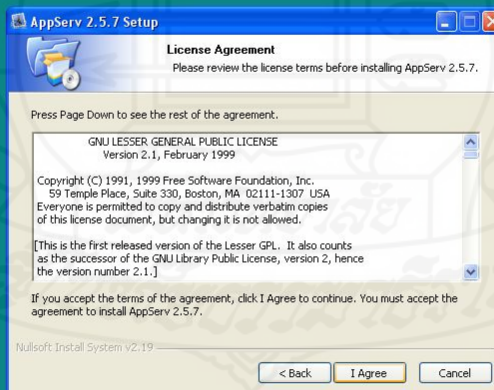 AppServ 2.5.7 Setup
License Agreement
Please review the license terms before installing AppServ 2.5.7.
Press Page Down to see the rest of the agreement.
GNU LESSER GENERAL PUBLIC LICENSE
Version 2.1, February 1999
Copyright (C) 1991, 1999 Free Software Foundation, Inc.
59 Temple Place, Suite 330, Boston, MA 02111-1307 USA
Everyone is permitted to copy and distribute verbatim copies
of this license document, but changing it is not allowed.
[This is the first released version of the Lesser GPL. It also counts
as the successor of the GNU Library Public License, version 2, hence
the version number 2.1.]
If you accept the terms of the agreement, click I Agree to continue. You must accept the
agreement to install AppServ 2.5.7.
Nullsoft Install System v2.19
< Back I Agree Cancel